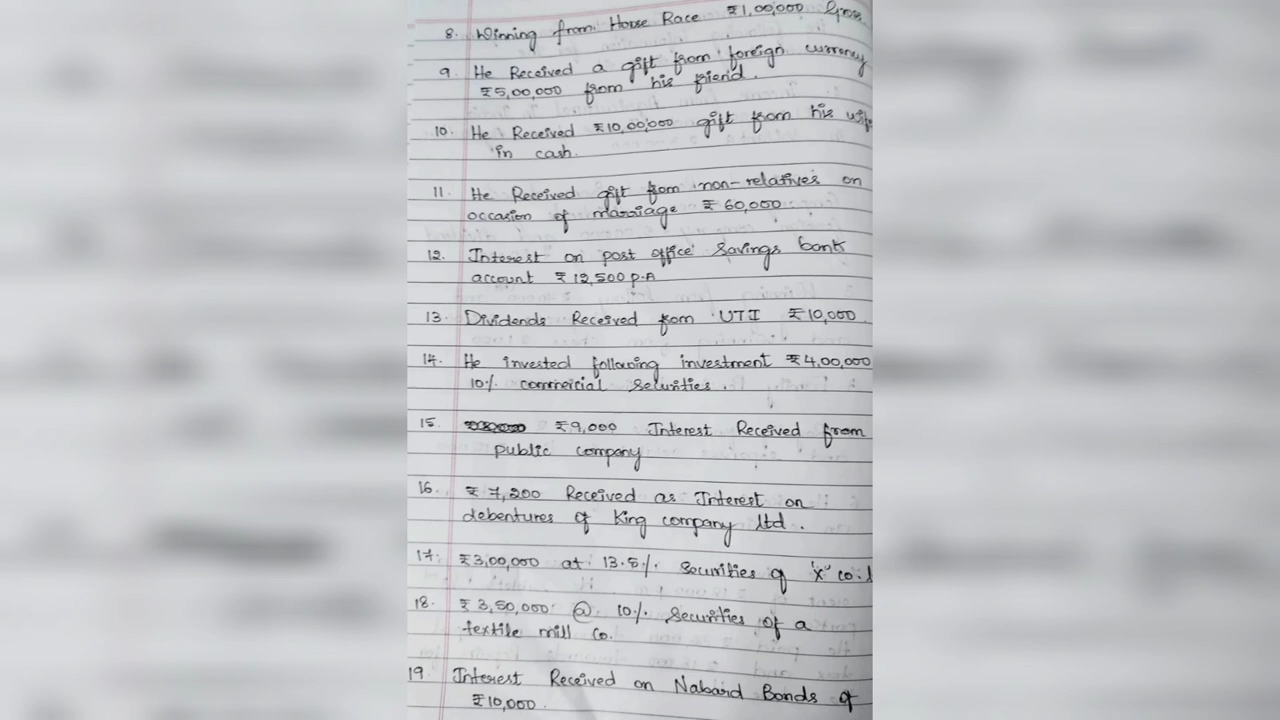 8. Winning from Horse Race ₹1,00,000 Gross
9. He Received a gift from foreign currency
₹5,00,000 from his friend.
10. He Received ₹10,00,000 gift from his wife
in cash.
11. He Received gift from non-relatives on
occasion of marriage ₹60,000
12. Interest on post office savings bank
account ₹12,500 p.A
13. Dividends Received from UTI ₹10,000
14. He invested following investment ₹4,00,000
10% commercial securities.
15. ₹9,000 Interest Received from
public company
16. ₹7,200 Received as Interest on
debentures of King company ltd.
17. ₹3,00,000 at 13.5% securities of "X" co.l
18. ₹3,50,000 @ 10% securities of a
textile mill co.
19 Interest Received on Nabard Bonds of
₹10,000.